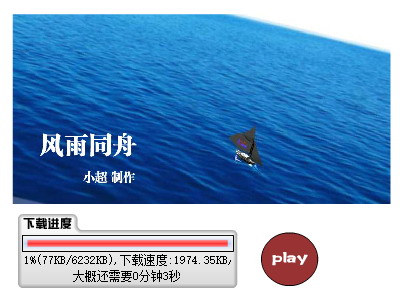 风雨同舟
小超 制作
下载进度
1%(77KB/6232KB),下载速度:1974.35KB,
大概还需要0分钟3秒
play